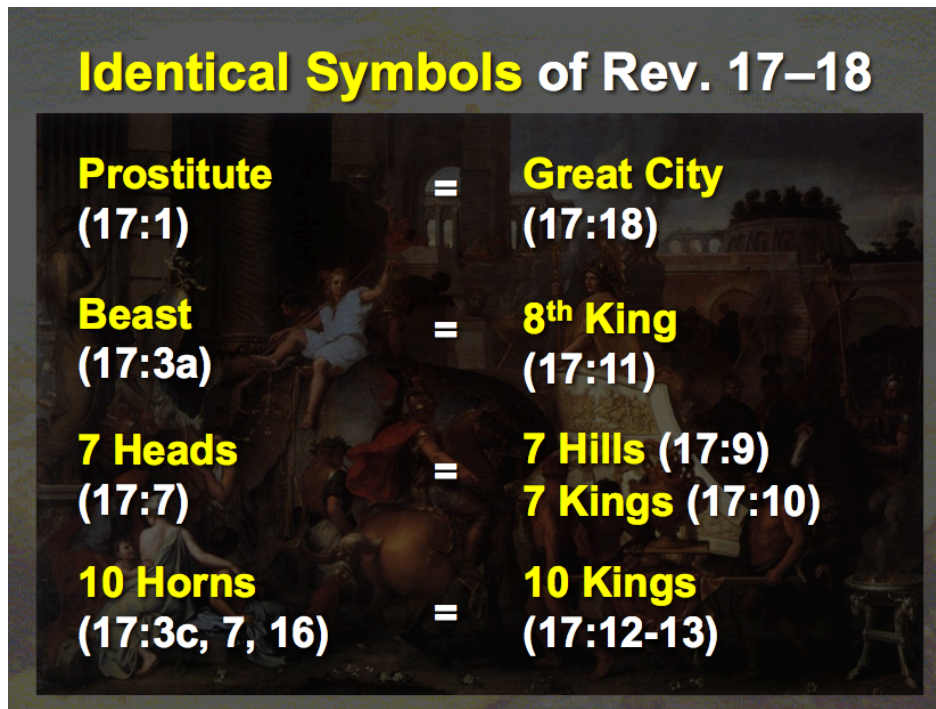 Identical Symbols of Rev. 17–18
Prostitute = Great City
(17:1) (17:18)
Beast = 8th King
(17:3a) (17:11)
7 Heads = 7 Hills (17:9)
(17:7) 7 Kings (17:10)
10 Horns = 10 Kings
(17:3c, 7, 16) (17:12-13)